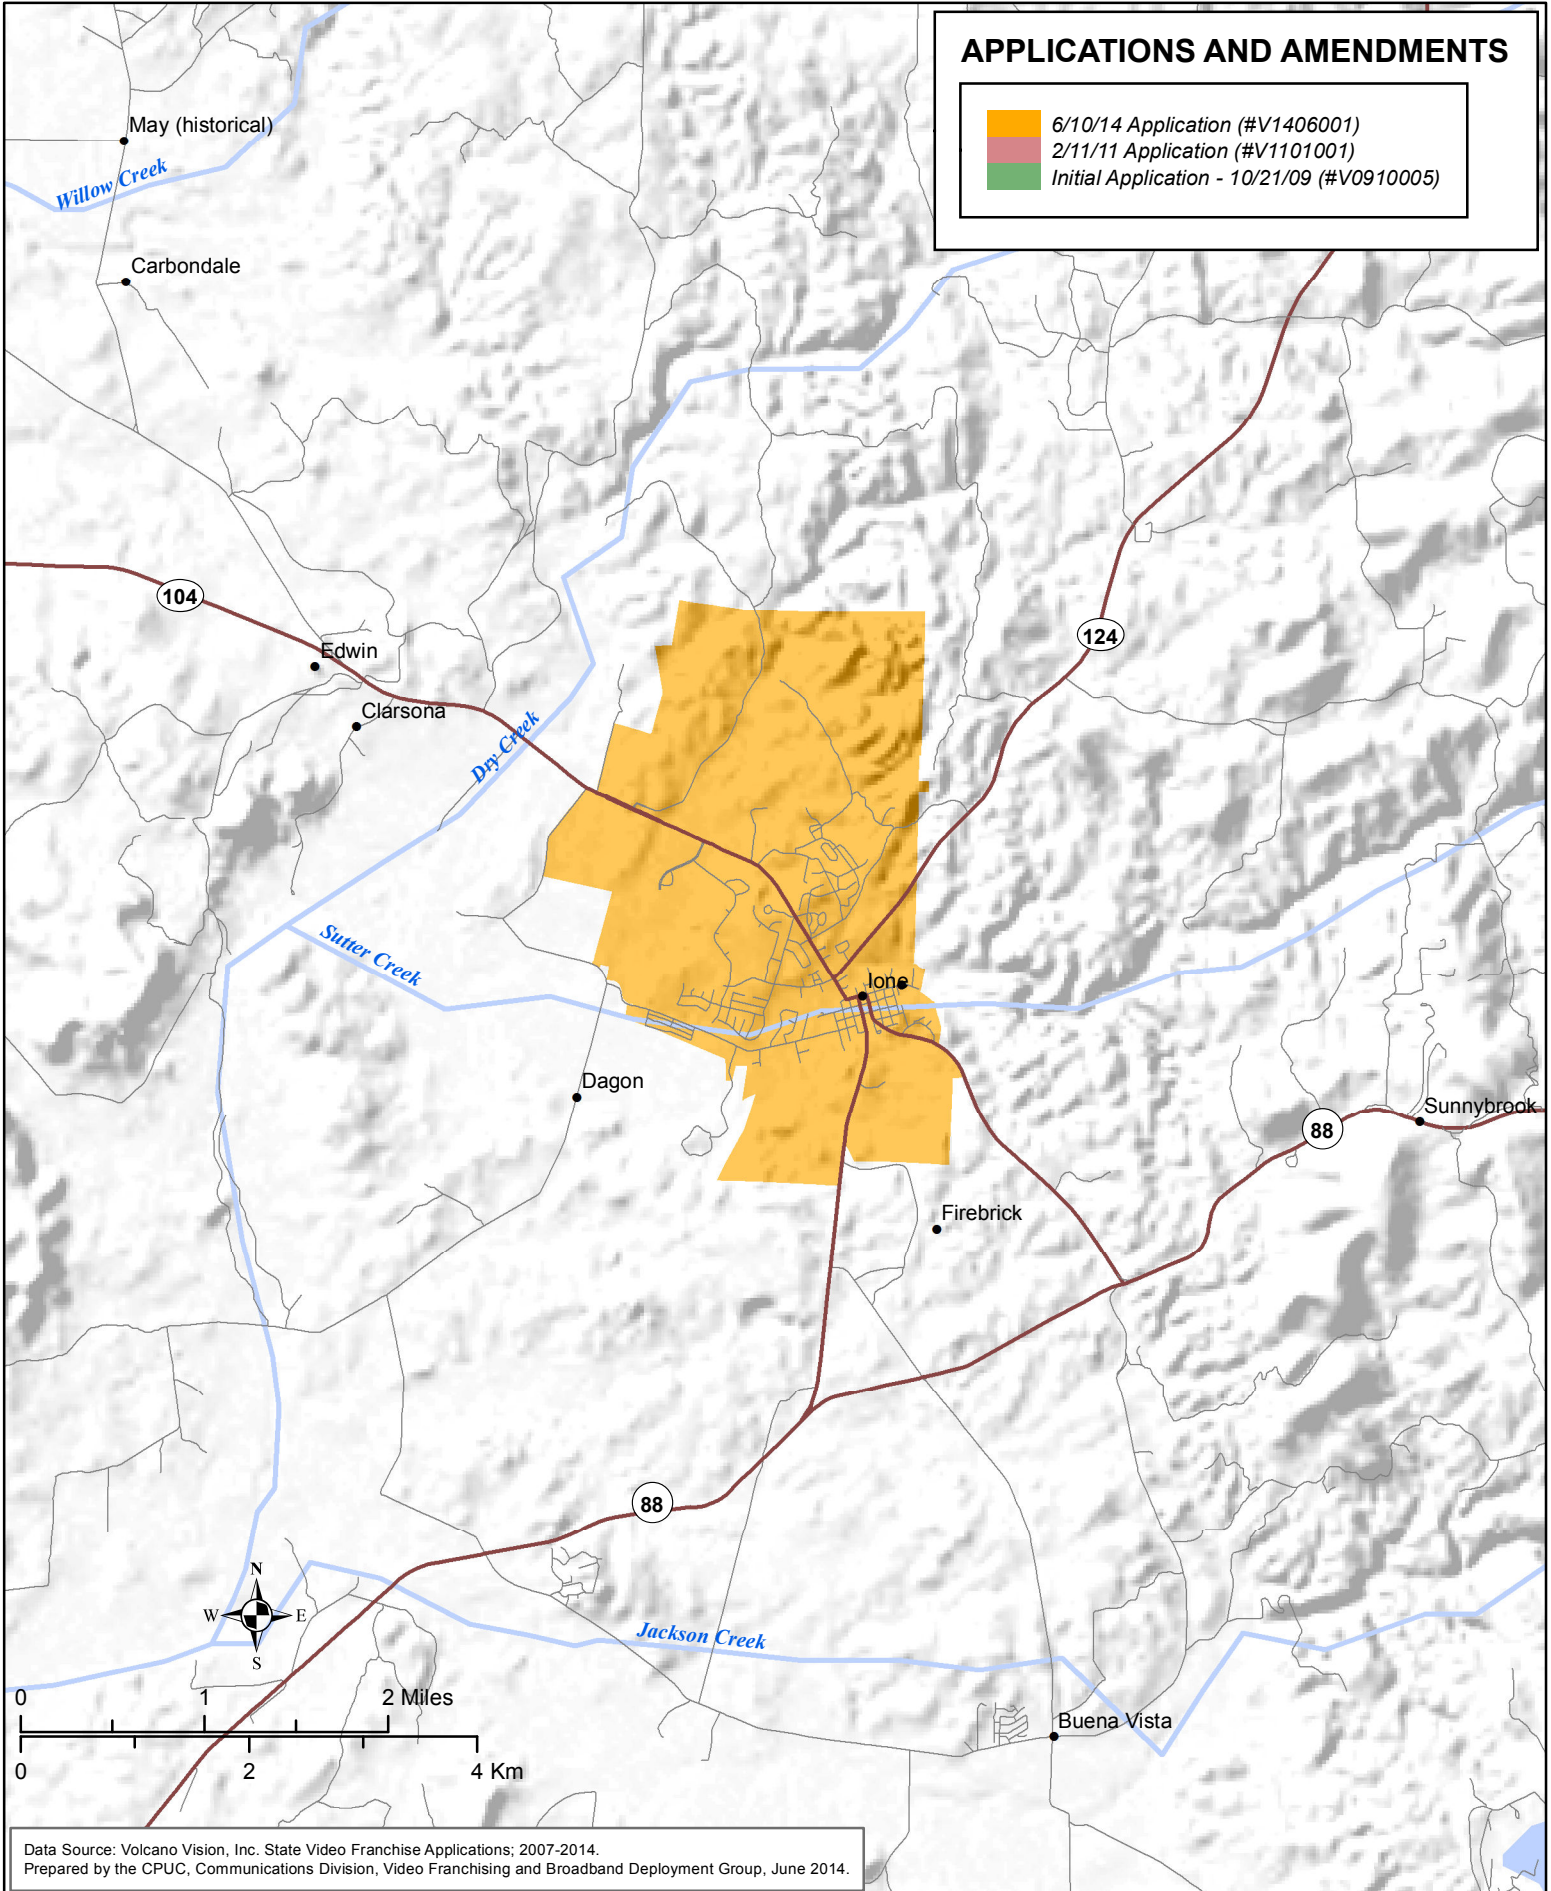 APPLICATIONS AND AMENDMENTS
6/10/14 Application (#V1406001)
2/11/11 Application (#V1101001)
Initial Application - 10/21/09 (#V0910005)
May (historical)
Willow Creek
Carbondale
104
124
Edwin
Clarsona
Dry Creek
Sutter Creek
Ione
Dagon
Sunnybrook
88
Firebrick
88
N
W E
S
Jackson Creek
Buena Vista
0 1 2 Miles
0 2 4 Km
Data Source: Volcano Vision, Inc. State Video Franchise Applications; 2007-2014.
Prepared by the CPUC, Communications Division, Video Franchising and Broadband Deployment Group, June 2014.